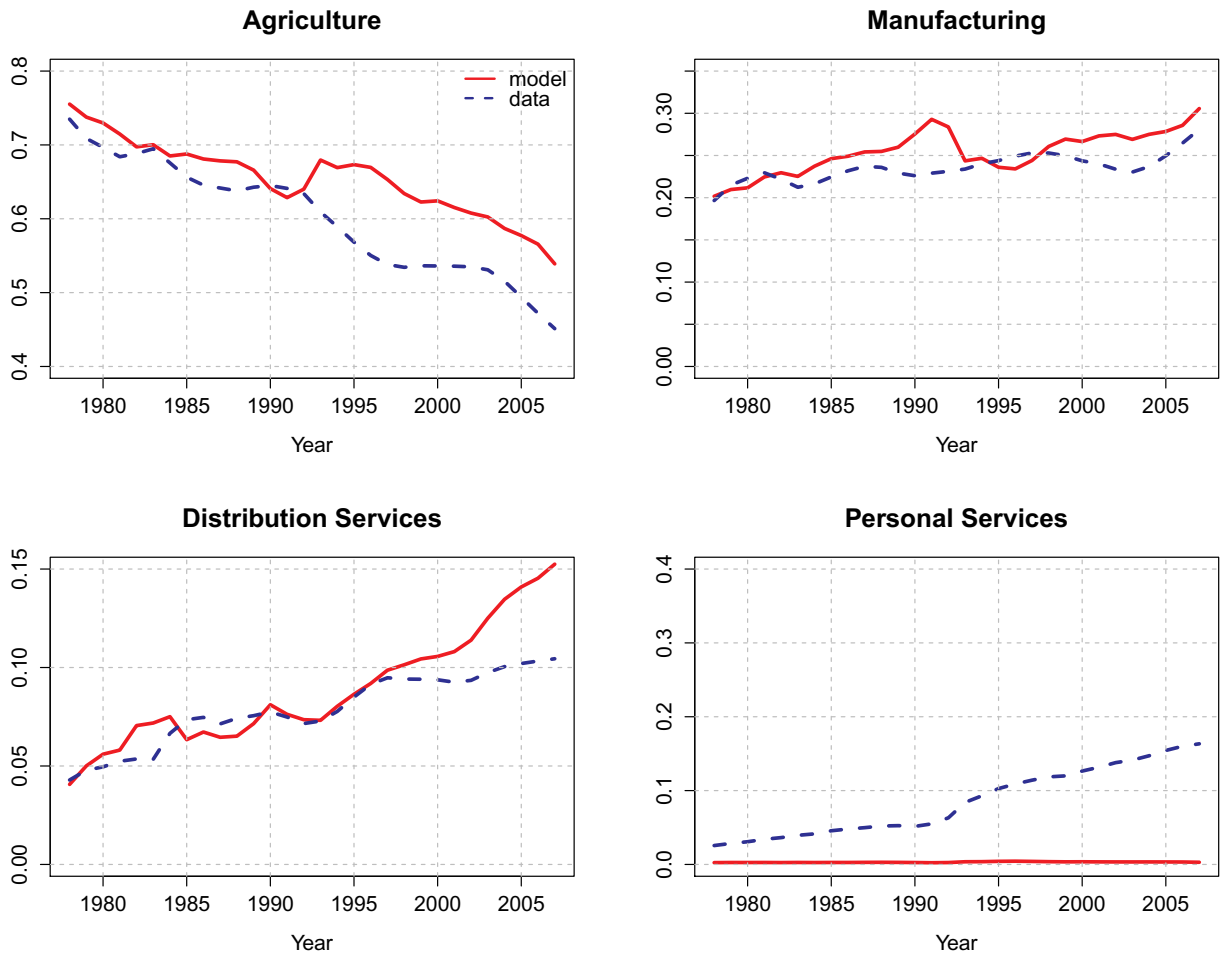 Agriculture
0.8
0.7
0.6
0.5
0.4
model
data
1980 1985 1990 1995 2000 2005
Year
Manufacturing
0.30
0.20
0.10
0.00
1980 1985 1990 1995 2000 2005
Year
Distribution Services
0.15
0.10
0.05
0.00
1980 1985 1990 1995 2000 2005
Year
Personal Services
0.4
0.3
0.2
0.1
0.0
1980 1985 1990 1995 2000 2005
Year